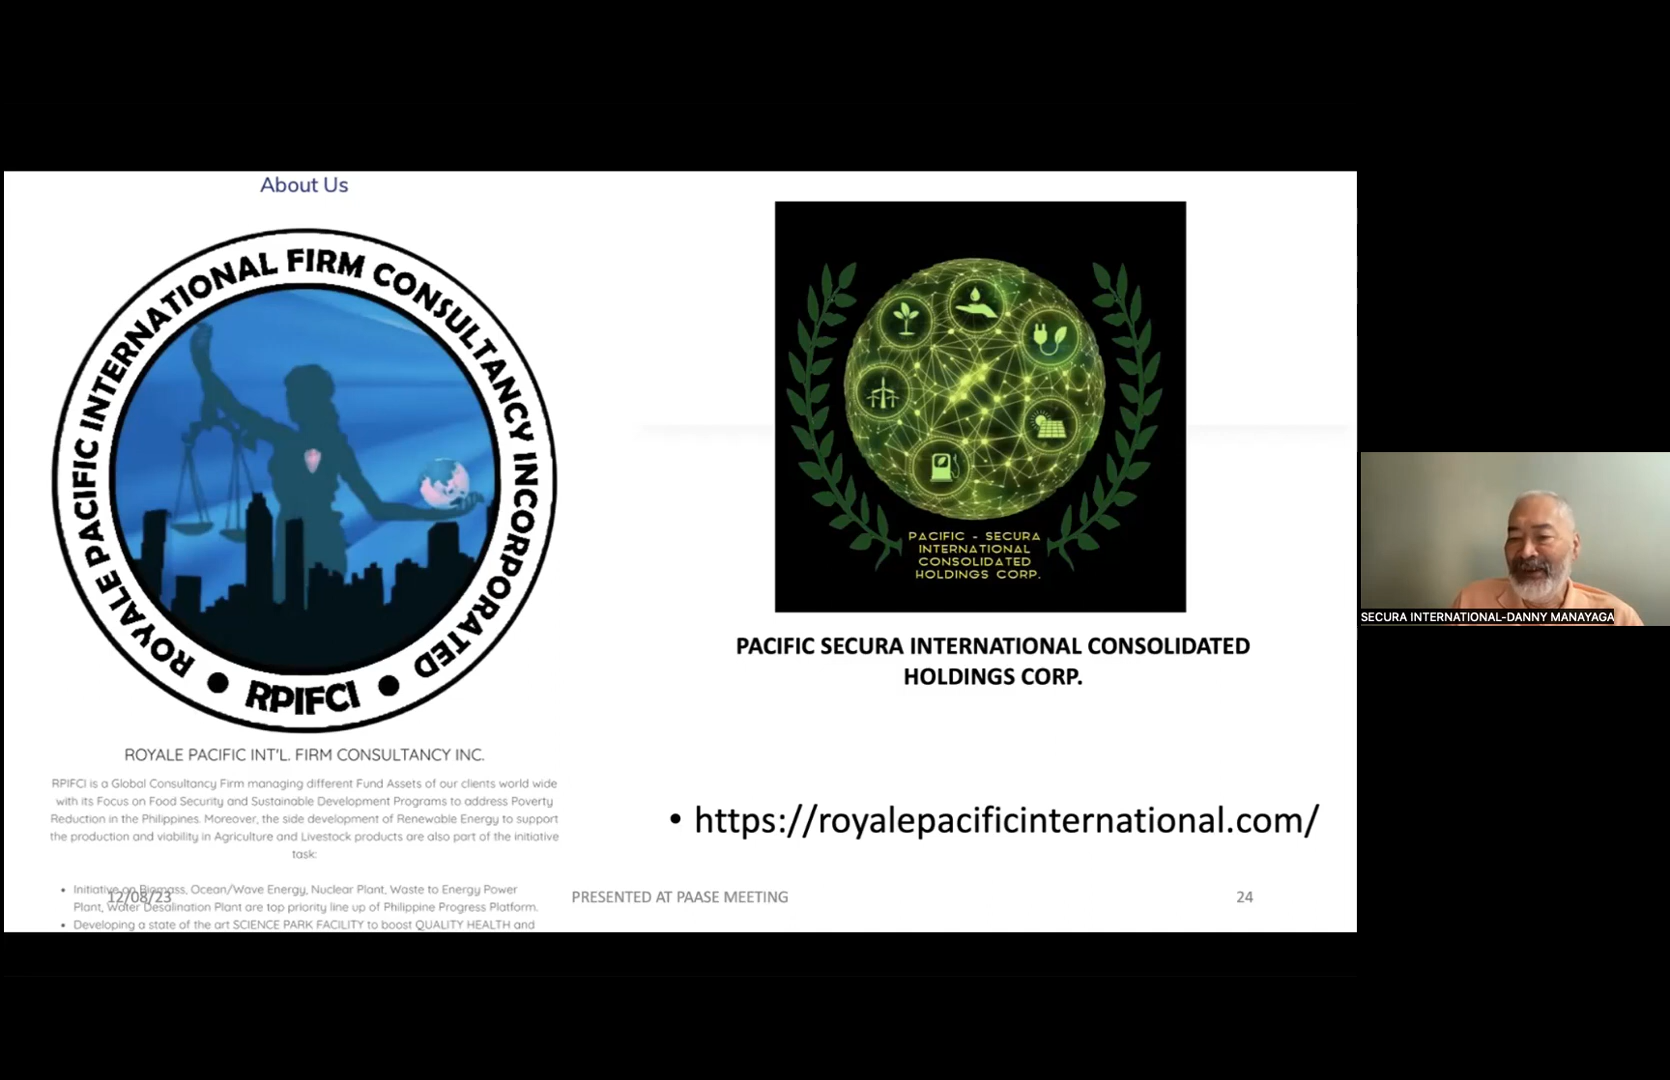 About Us
ROYALE PACIFIC INTERNATIONAL FIRM CONSULTANCY INCORPORATED
• RPIFCI •
ROYALE PACIFIC INT'L. FIRM CONSULTANCY INC.
RPIFCI is a Global Consultancy Firm managing different Fund Assets of our clients world wide
with its Focus on Food Security and Sustainable Development Programs to address Poverty
Reduction in the Philippines. Moreover, the side development of Renewable Energy to support
the production and viability in Agriculture and Livestock products are also part of the initiative
task:
• Initiative on Biomass, Ocean/Wave Energy, Nuclear Plant, Waste to Energy Power
Plant, Water Desalination Plant are top priority line up of Philippine Progress Platform.
• Developing a state of the art SCIENCE PARK FACILITY to boost QUALITY HEALTH and
PACIFIC - SECURA
INTERNATIONAL
CONSOLIDATED
HOLDINGS CORP.
PACIFIC SECURA INTERNATIONAL CONSOLIDATED
HOLDINGS CORP.
• https://royalepacificinternational.com/
12/08/23
PRESENTED AT PAASE MEETING
24
SECURA INTERNATIONAL-DANNY MANAYAGA